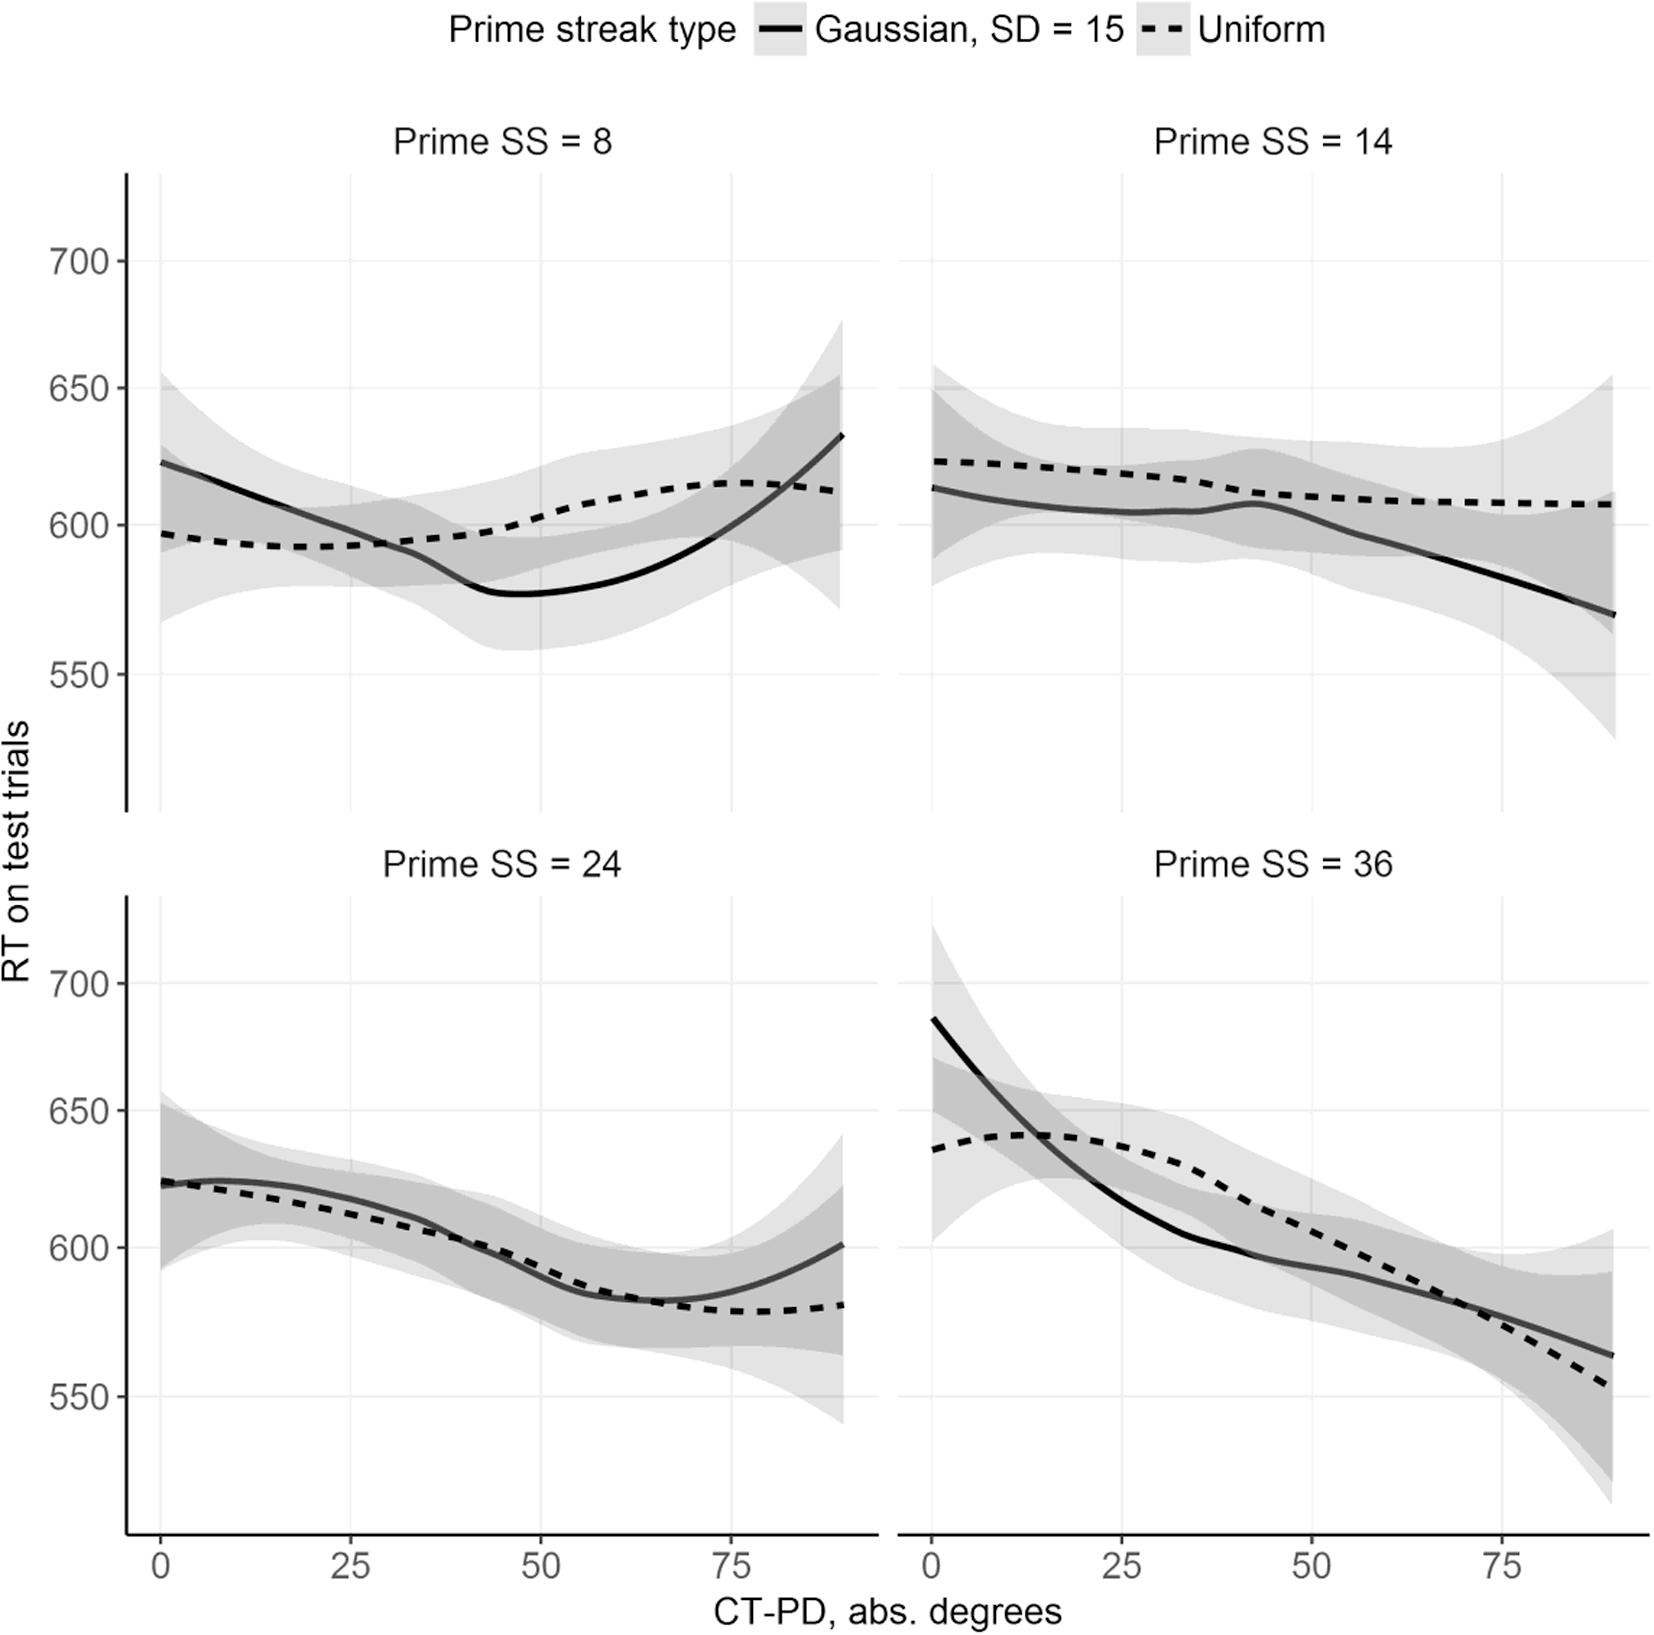 Prime streak type Gaussian, SD = 15 Uniform
Prime SS = 8
Prime SS = 14
700
650
600
550
RT on test trials
Prime SS = 24
Prime SS = 36
700
650
600
550
0 25 50 75
0 25 50 75
CT-PD, abs. degrees